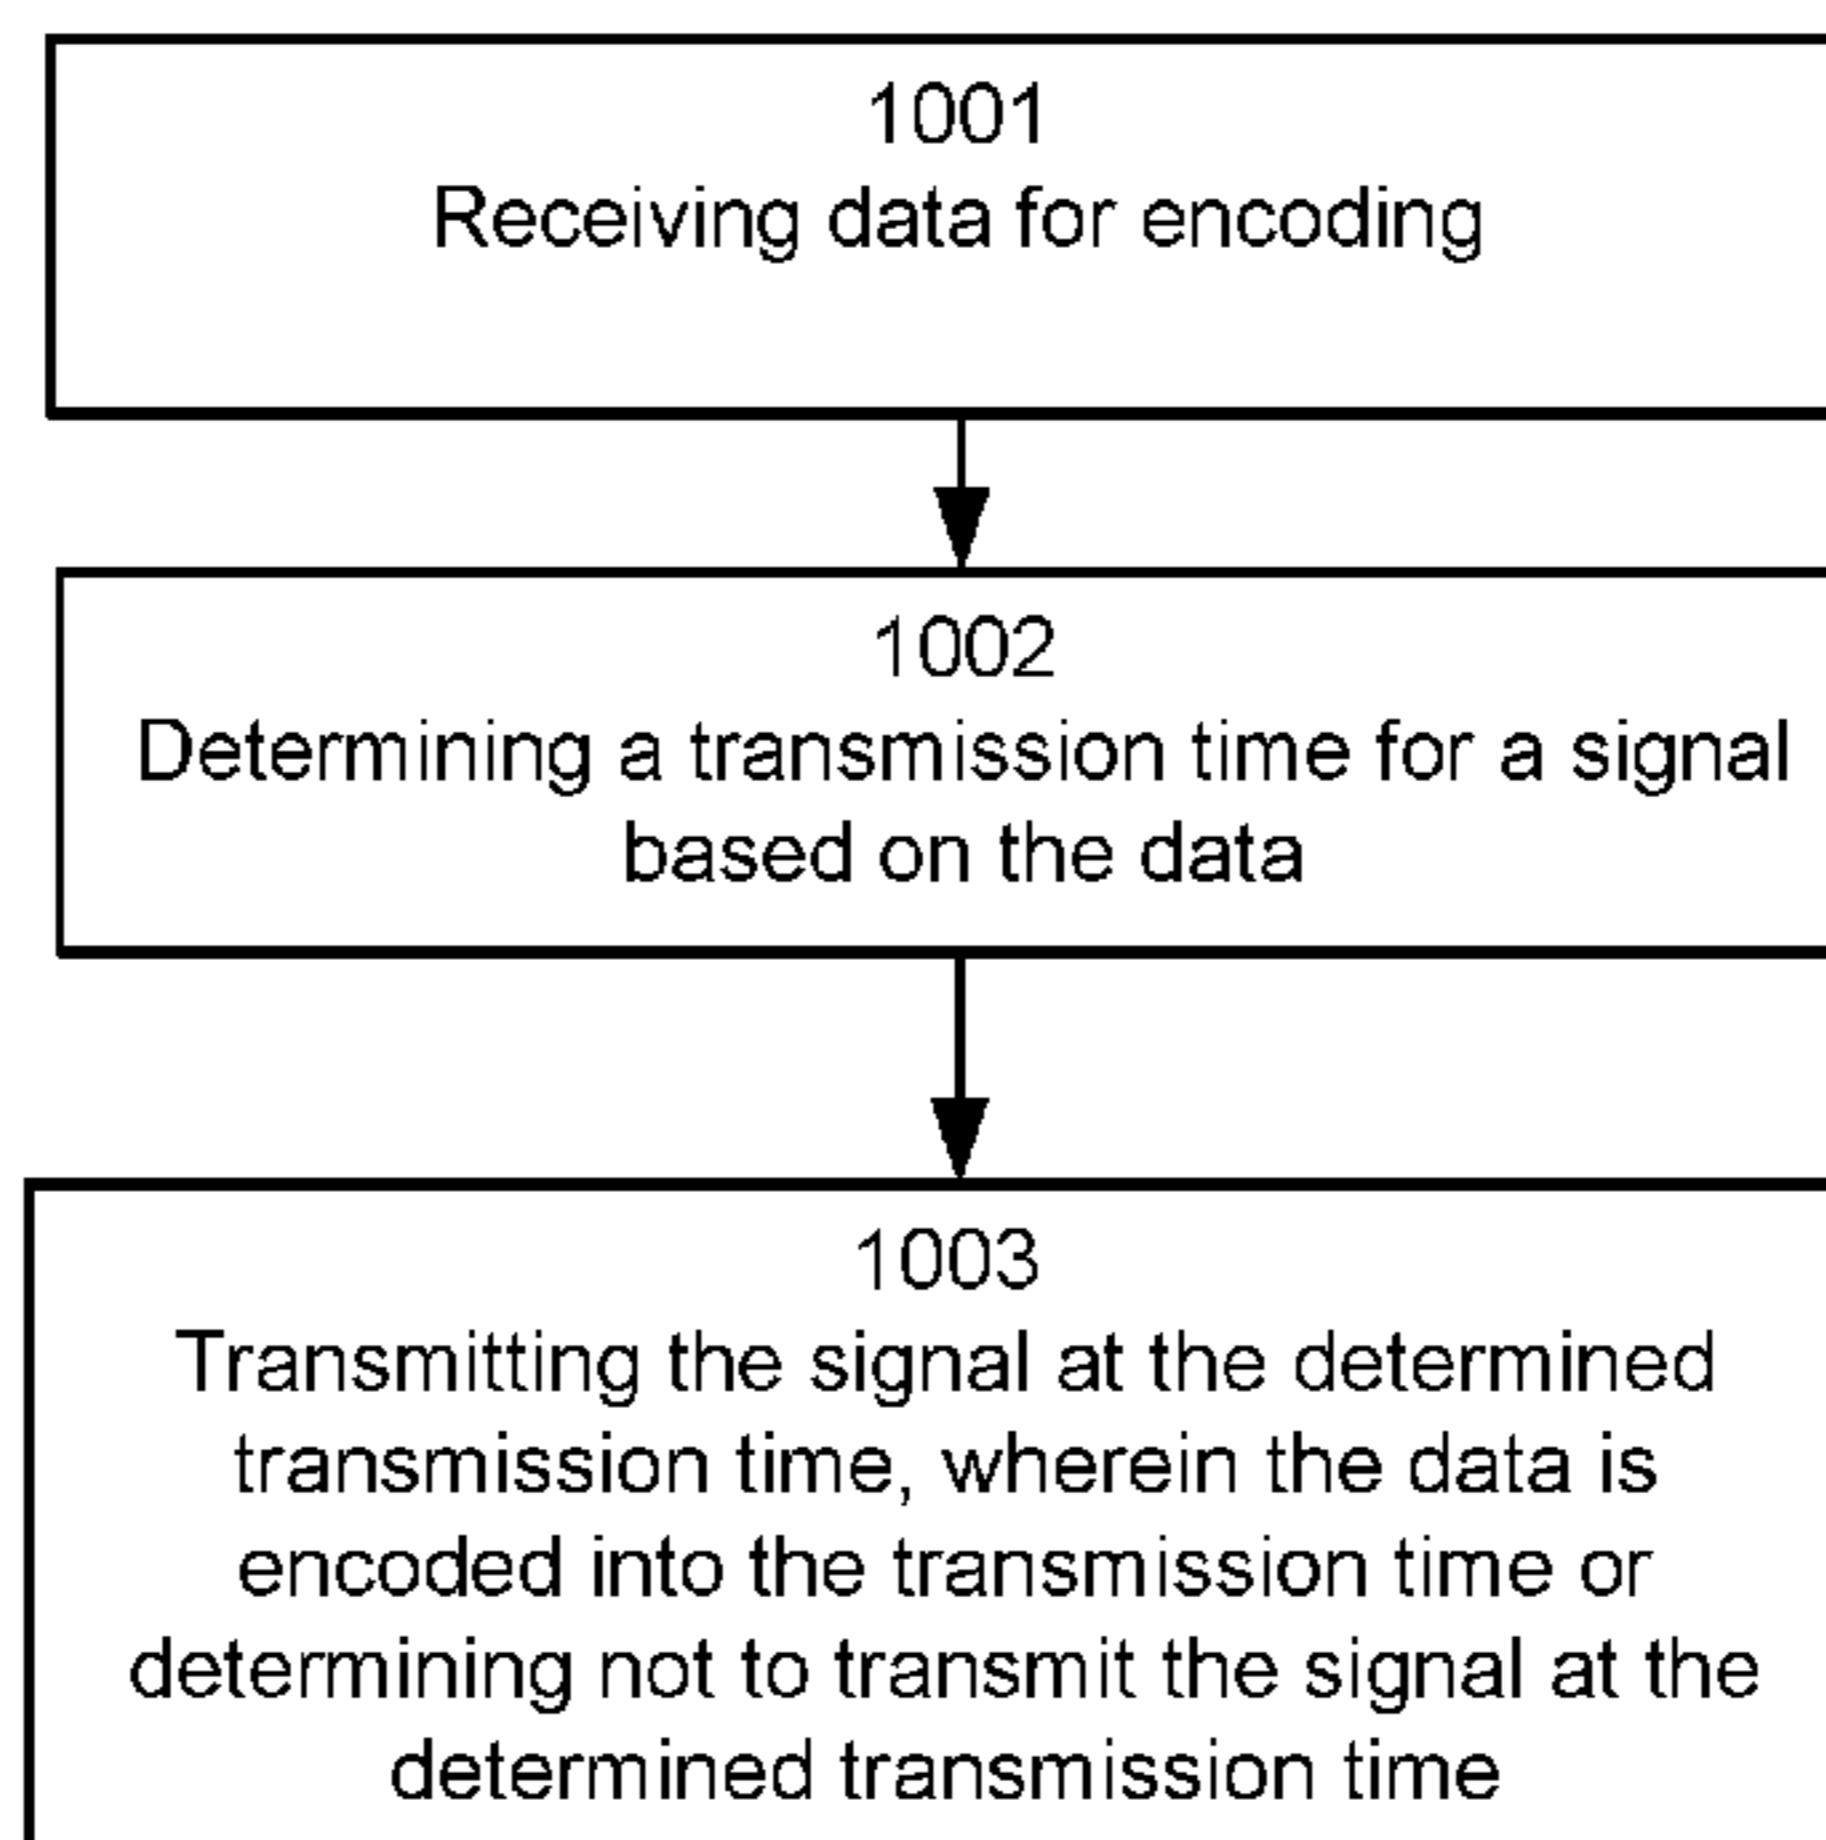 1001
Receiving data for encoding
1002
Determining a transmission time for a signal
based on the data
1003
Transmitting the signal at the determined
transmission time, wherein the data is
encoded into the transmission time or
determining not to transmit the signal at the
determined transmission time